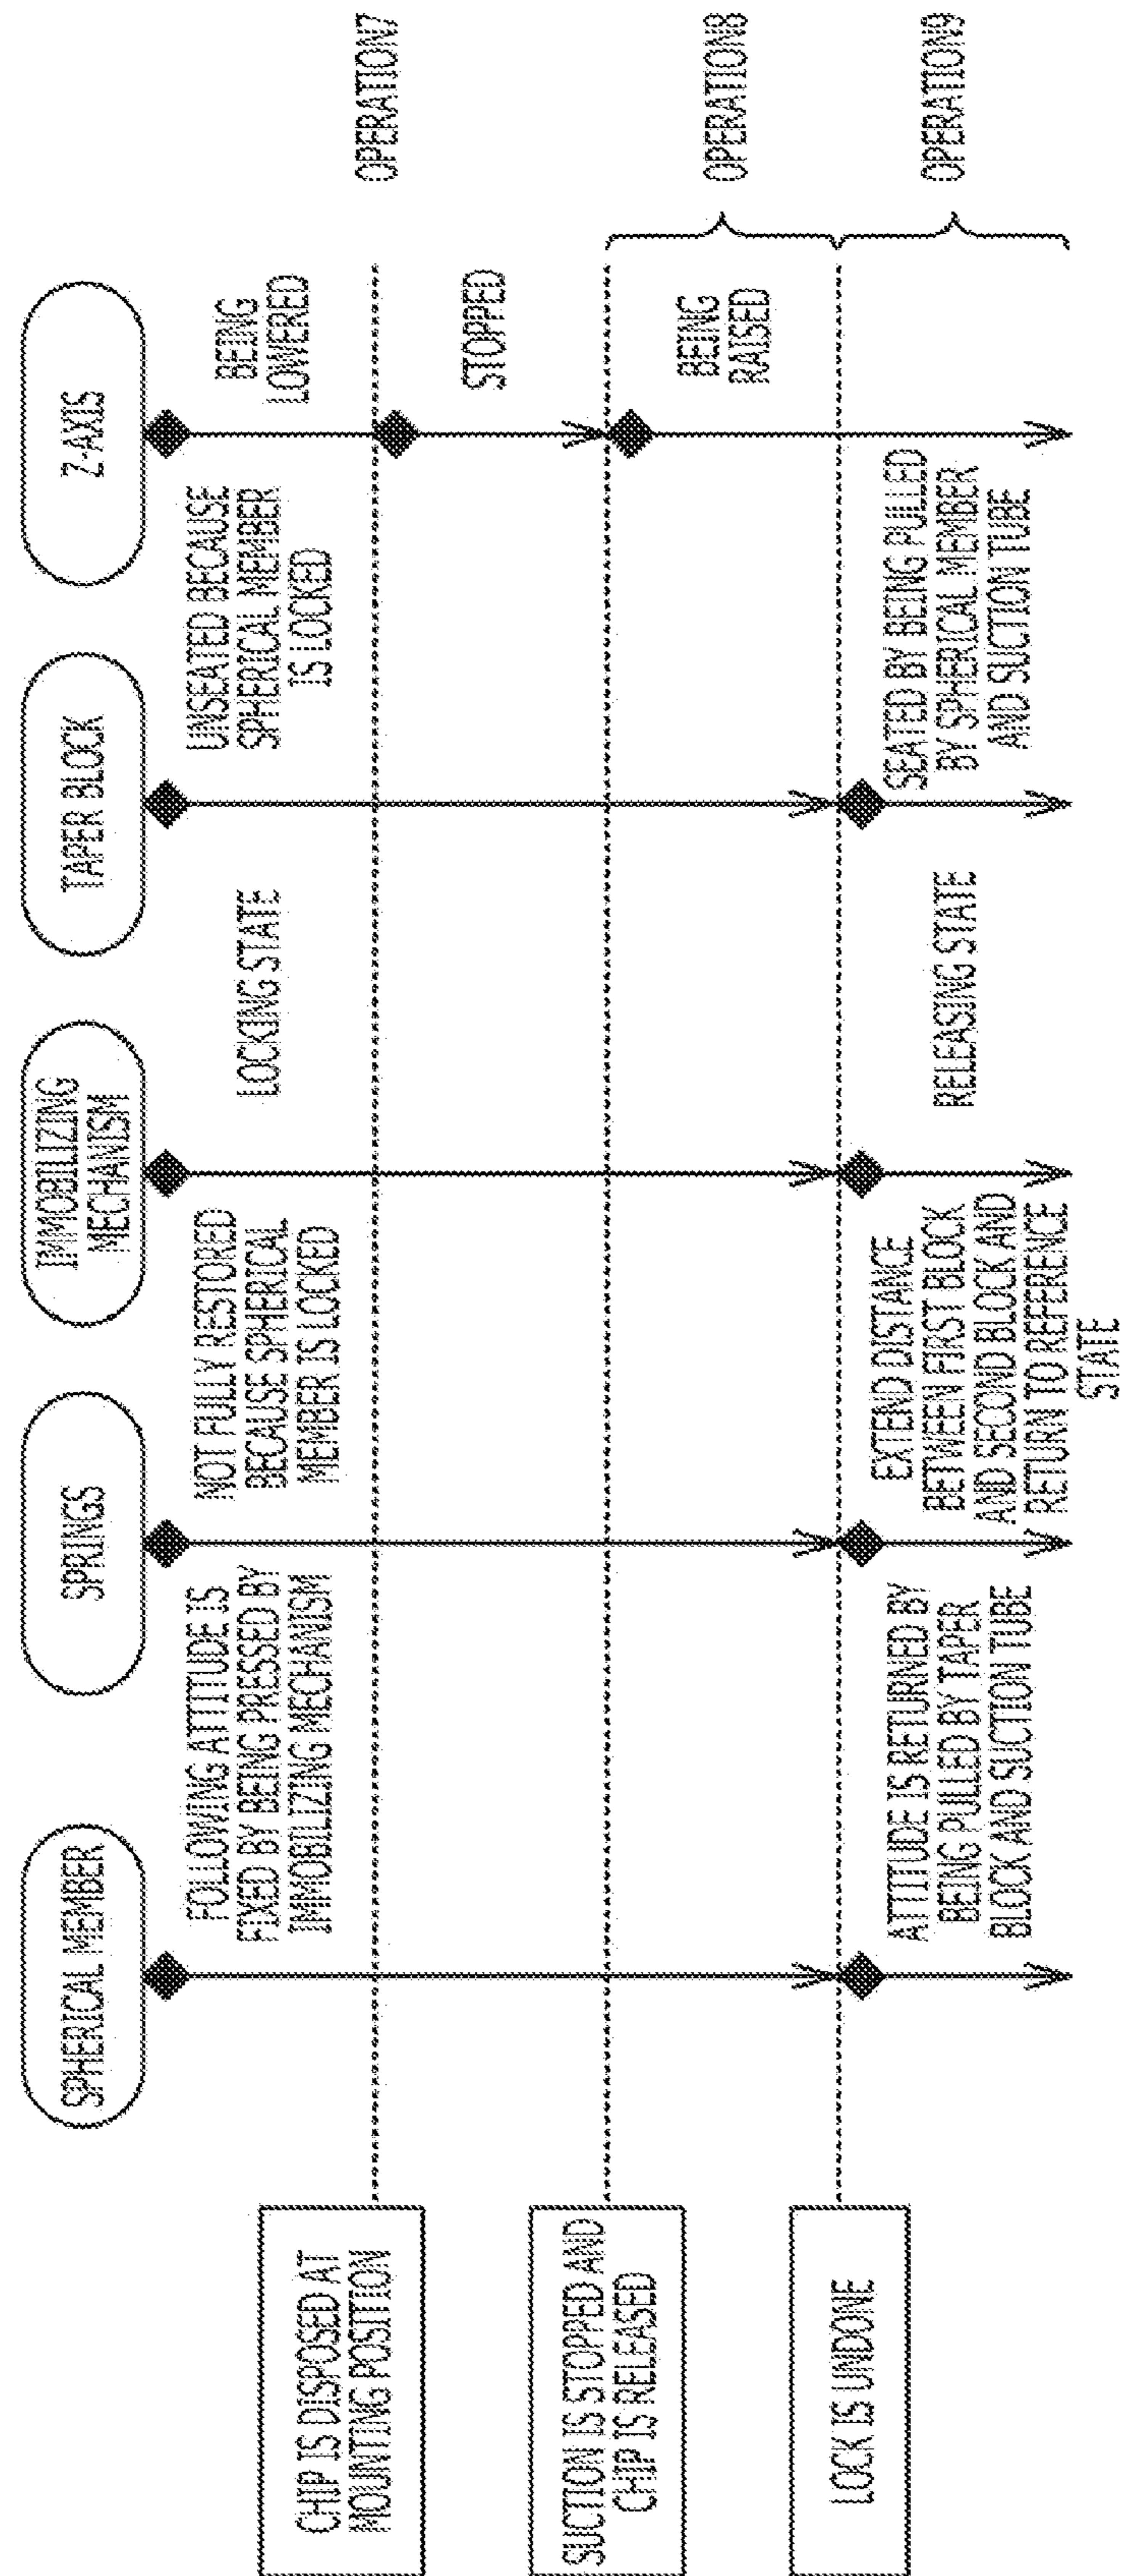 SPHERICAL MEMBER
SPRINGS
IMMOBILIZING
MECHANISM
TAPER BLOCK
Z-AXIS
FOLLOWING ATTITUDE IS
FIXED BY BEING PRESSED BY
IMMOBILIZING MECHANISM
NOT FULLY RESTORED
BECAUSE SPHERICAL
MEMBER IS LOCKED
LOCKING STATE
UNSEATED BECAUSE
SPHERICAL MEMBER
IS LOCKED
BEING
LOWERED
CHIP IS DISPOSED AT
MOUNTING POSITION
OPERATION7
STOPPED
SUCTION IS STOPPED AND
CHIP IS RELEASED
BEING
RAISED
OPERATION8
LOCK IS UNDONE
ATTITUDE IS RETURNED BY
BEING PULLED BY TAPER
BLOCK AND SUCTION TUBE
EXTEND DISTANCE
BETWEEN FIRST BLOCK
AND SECOND BLOCK AND
RETURN TO REFERENCE
STATE
RELEASING STATE
SEATED BY BEING PULLED
BY SPHERICAL MEMBER
AND SUCTION TUBE
OPERATION9